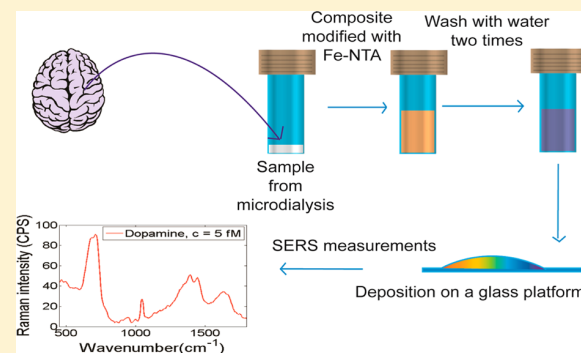 Composite
modified with
Fe-NTA
Wash with water
two times
Sample
from
microdialysis
SERS measurements
Deposition on a glass platform
Raman intensity (CPS)
100
80
60
40
20
0
Dopamine, c = 5 fM
500
1000
1500
Wavenumber(cm⁻¹)